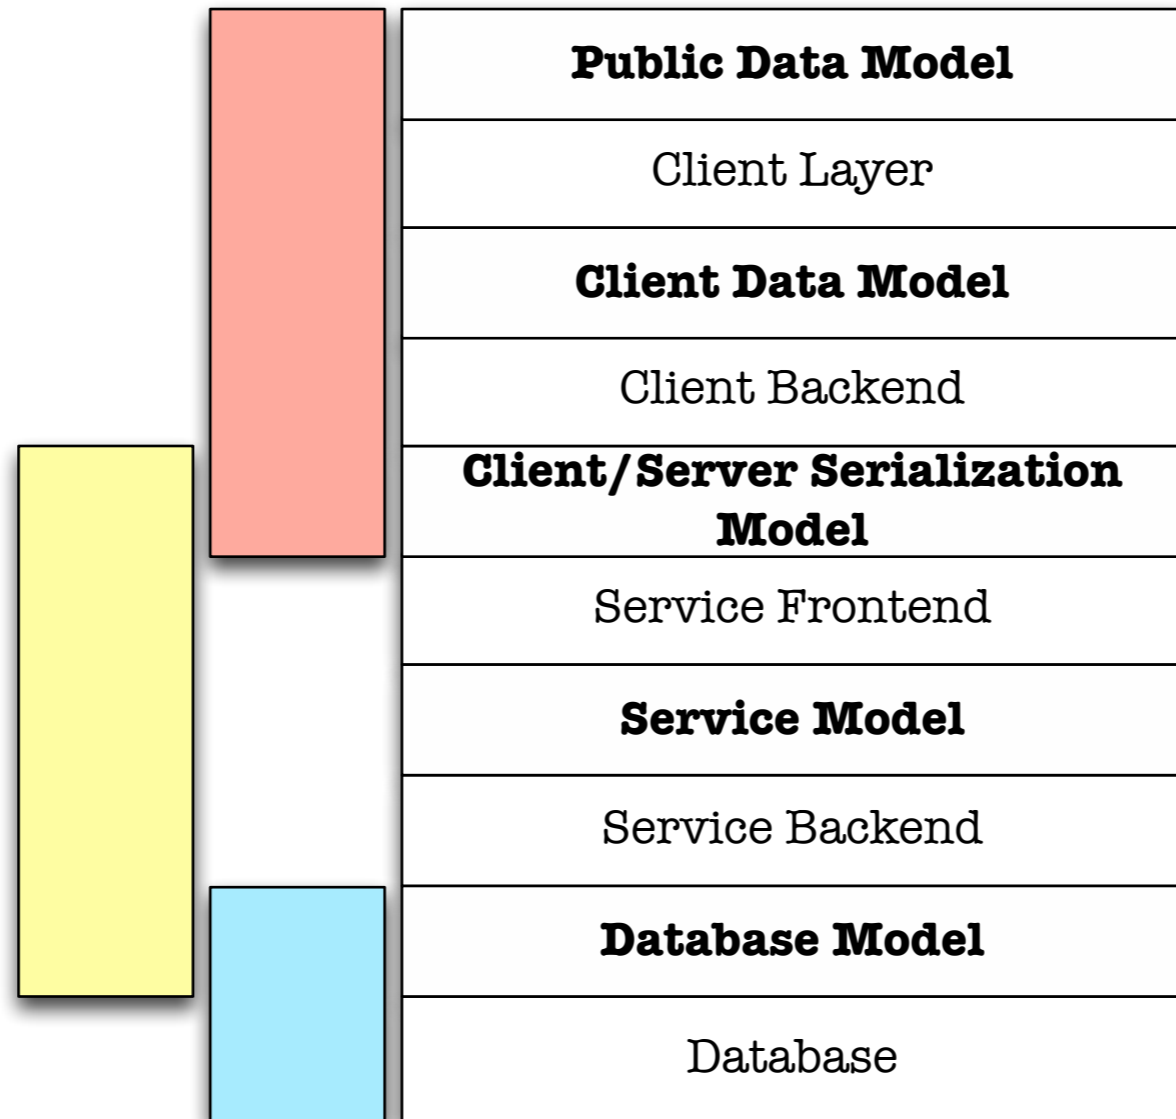 Public Data Model
Client Layer
Client Data Model
Client Backend
Client/Server Serialization
Model
Service Frontend
Service Model
Service Backend
Database Model
Database